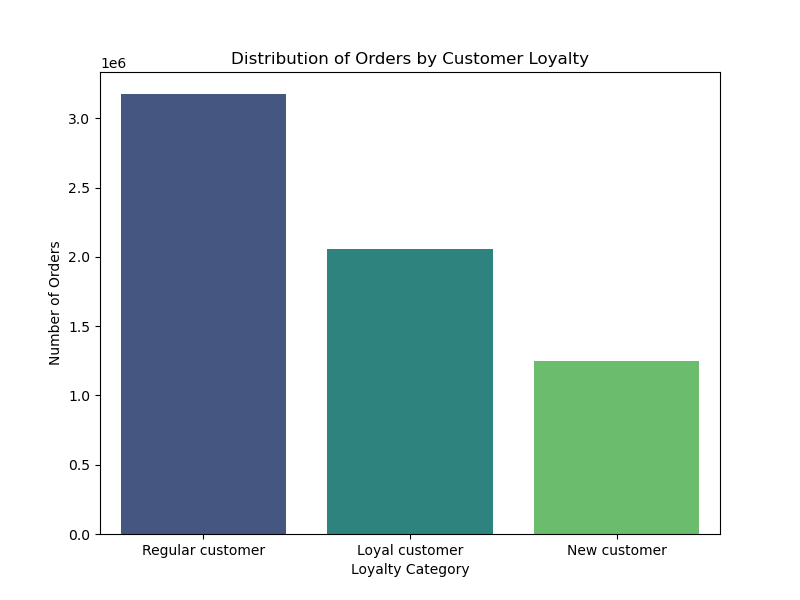 Distribution of Orders by Customer Loyalty
1e6
3.0
2.5
2.0
1.5
1.0
0.5
0.0
Number of Orders
Regular customer
Loyal customer
New customer
Loyalty Category